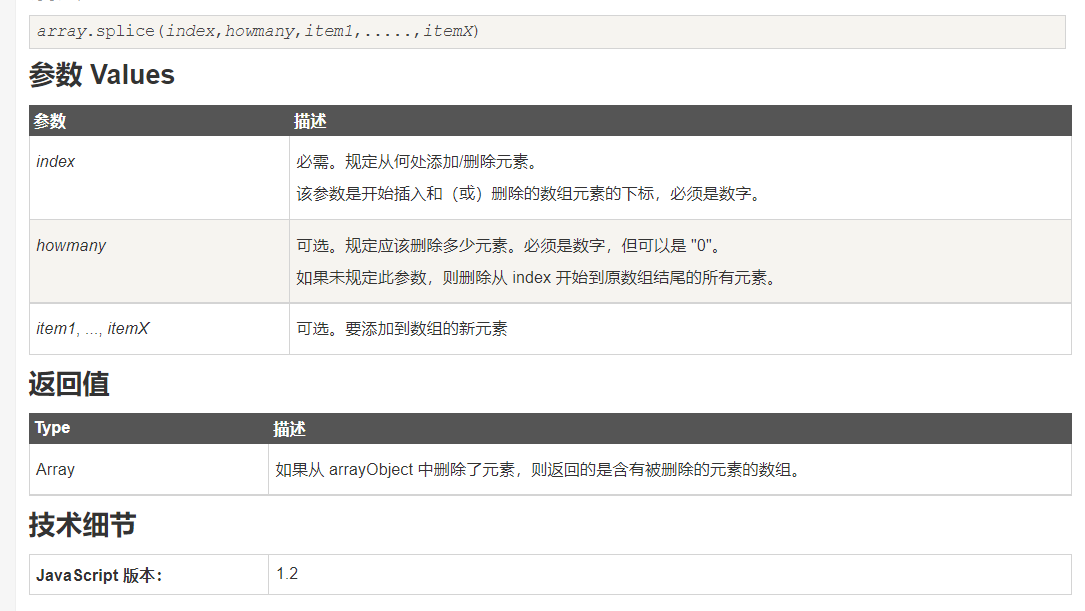 array.splice(index,howmany,item1,.....,itemX)
参数 Values
参数 描述
index 必需。规定从何处添加/删除元素。
该参数是开始插入和（或）删除的数组元素的下标，必须是数字。
howmany 可选。规定应该删除多少元素。必须是数字，但可以是 "0"。
如果未规定此参数，则删除从 index 开始到原数组结尾的所有元素。
item1, ..., itemX 可选。要添加到数组的新元素
返回值
Type 描述
Array 如果从 arrayObject 中删除了元素，则返回的是含有被删除的元素的数组。
技术细节
JavaScript 版本： 1.2